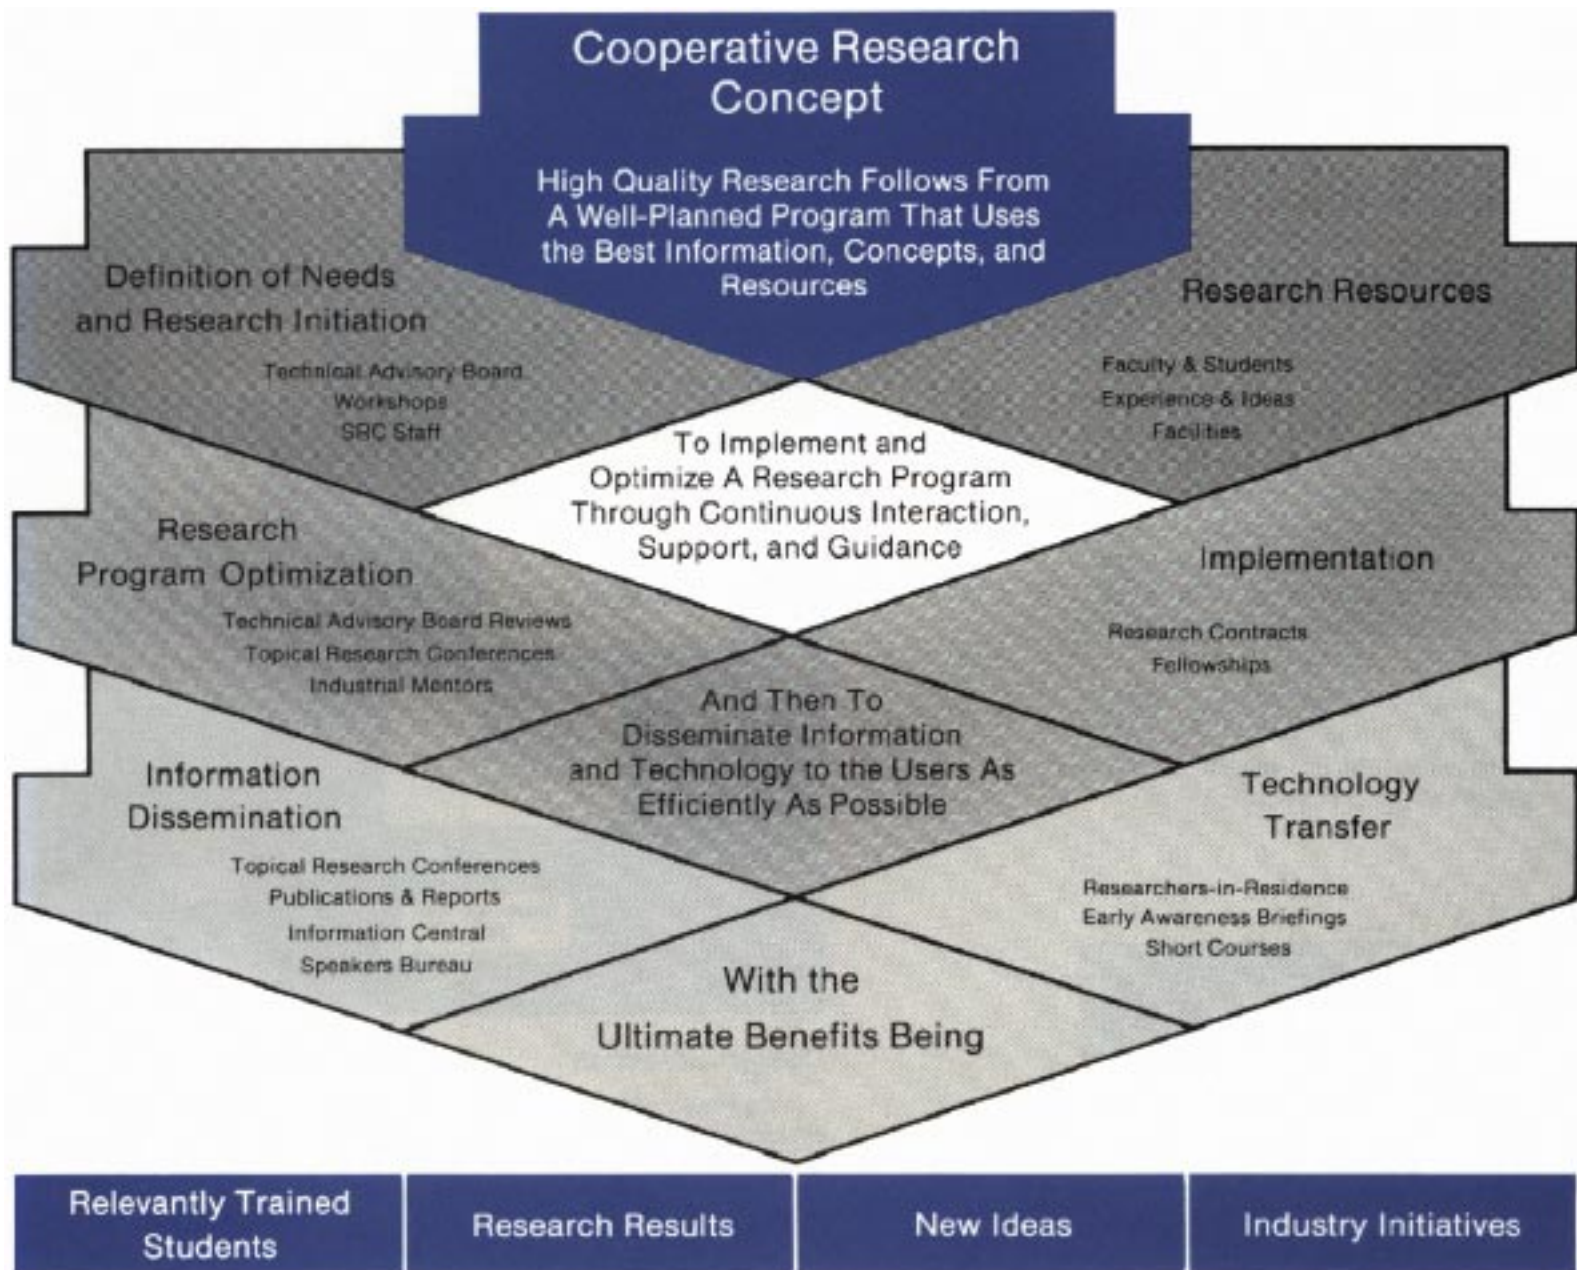 Cooperative Research
Concept
High Quality Research Follows From
A Well-Planned Program That Uses
the Best Information, Concepts, and
Resources
Definition of Needs
and Research Initiation
Technical Advisory Board
Workshops
SRC Staff
Research Resources
Faculty & Students
Experience & Ideas
Facilities
To Implement and
Optimize A Research Program
Through Continuous Interaction,
Support, and Guidance
Research
Program Optimization
Technical Advisory Board Reviews
Topical Research Conferences
Industrial Mentors
Implementation
Research Contracts
Fellowships
And Then To
Disseminate Information
and Technology to the Users As
Efficiently As Possible
Information
Dissemination
Topical Research Conferences
Publications & Reports
Information Central
Speakers Bureau
Technology
Transfer
Researchers-in-Residence
Early Awareness Briefings
Short Courses
With the
Ultimate Benefits Being
Relevantly Trained
Students
Research Results
New Ideas
Industry Initiatives